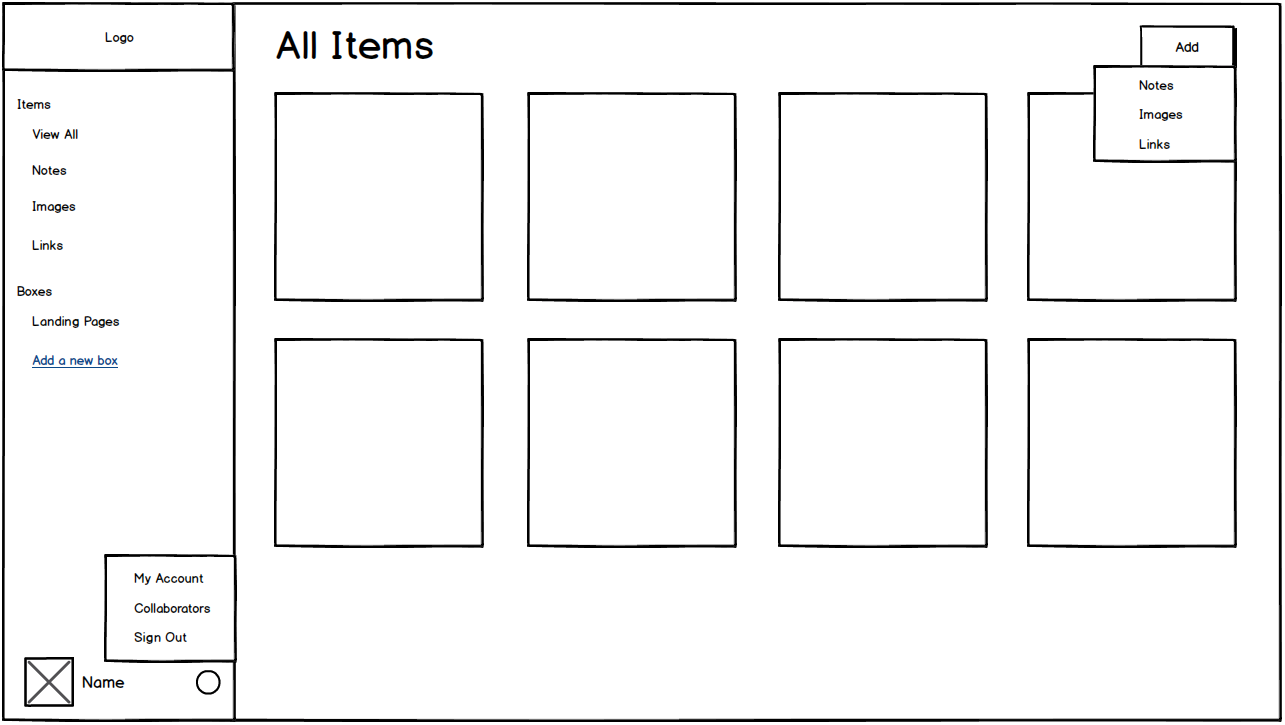 Logo
Items
View All
Notes
Images
Links
Boxes
Landing Pages
Add a new box
My Account
Collaborators
Sign Out
Name
All Items
Add
Notes
Images
Links